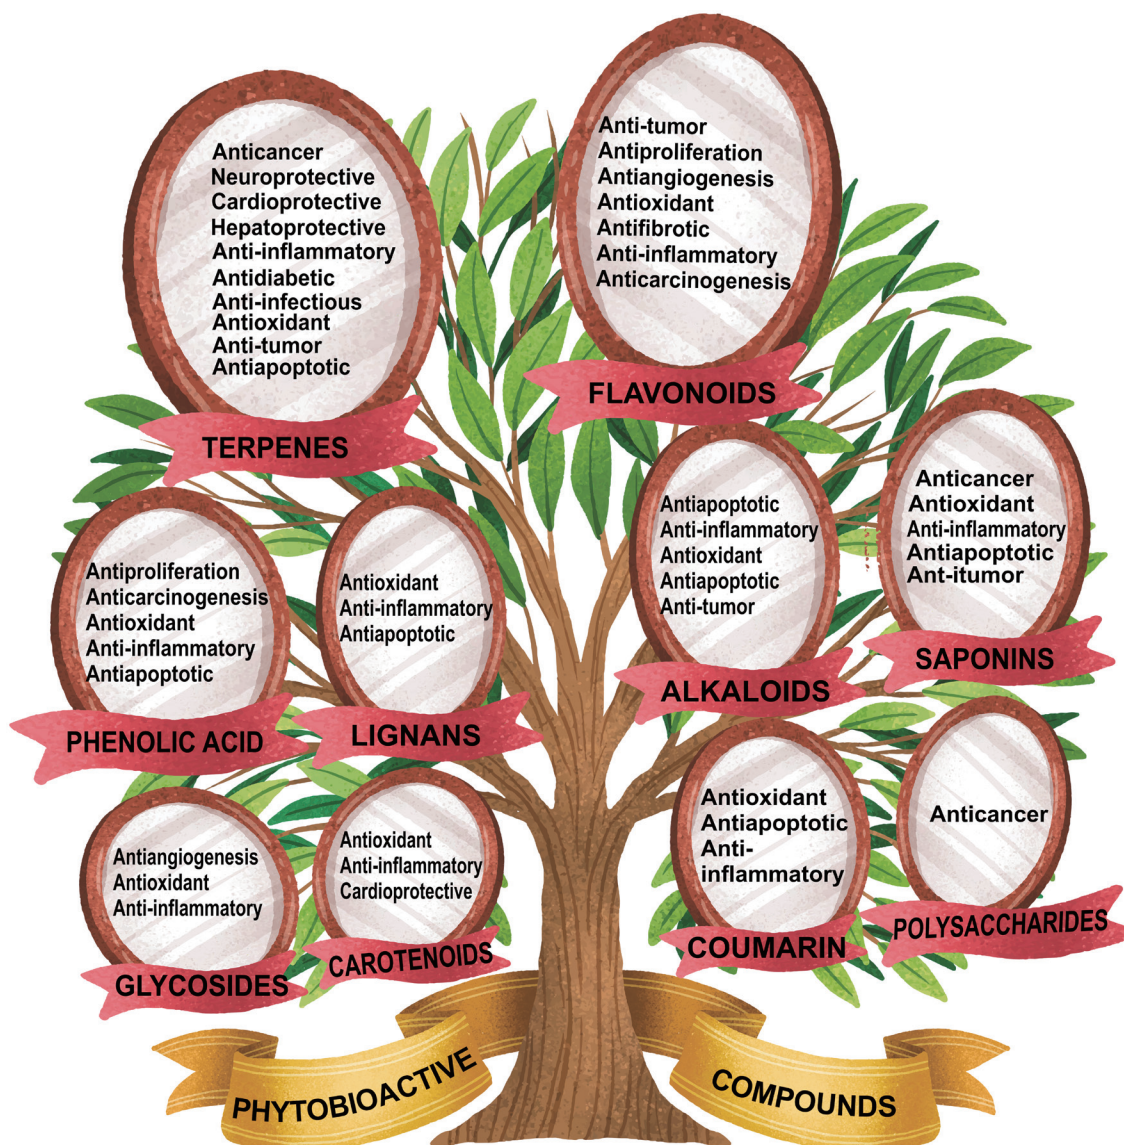 Anticancer
Neuroprotective
Cardioprotective
Hepatoprotective
Anti-inflammatory
Antidiabetic
Anti-infectious
Antioxidant
Anti-tumor
Antiapoptotic
TERPENES
Anti-tumor
Antiproliferation
Antiangiogenesis
Antioxidant
Antifibrotic
Anti-inflammatory
Anticarcinogenesis
FLAVONOIDS
Antiproliferation
Anticarcinogenesis
Antioxidant
Anti-inflammatory
Antiapoptotic
PHENOLIC ACID
Antioxidant
Anti-inflammatory
Antiapoptotic
LIGNANS
Antiapoptotic
Anti-inflammatory
Antioxidant
Antiapoptotic
Anti-tumor
ALKALOIDS
Anticancer
Antioxidant
Anti-inflammatory
Antiapoptotic
Ant-itumor
SAPONINS
Antiangiogenesis
Antioxidant
Anti-inflammatory
GLYCOSIDES
Antioxidant
Anti-inflammatory
Cardioprotective
CAROTENOIDS
Antioxidant
Antiapoptotic
Anti-
inflammatory
COUMARIN
Anticancer
POLYSACCHARIDES
PHYTOBIOACTIVE
COMPOUNDS